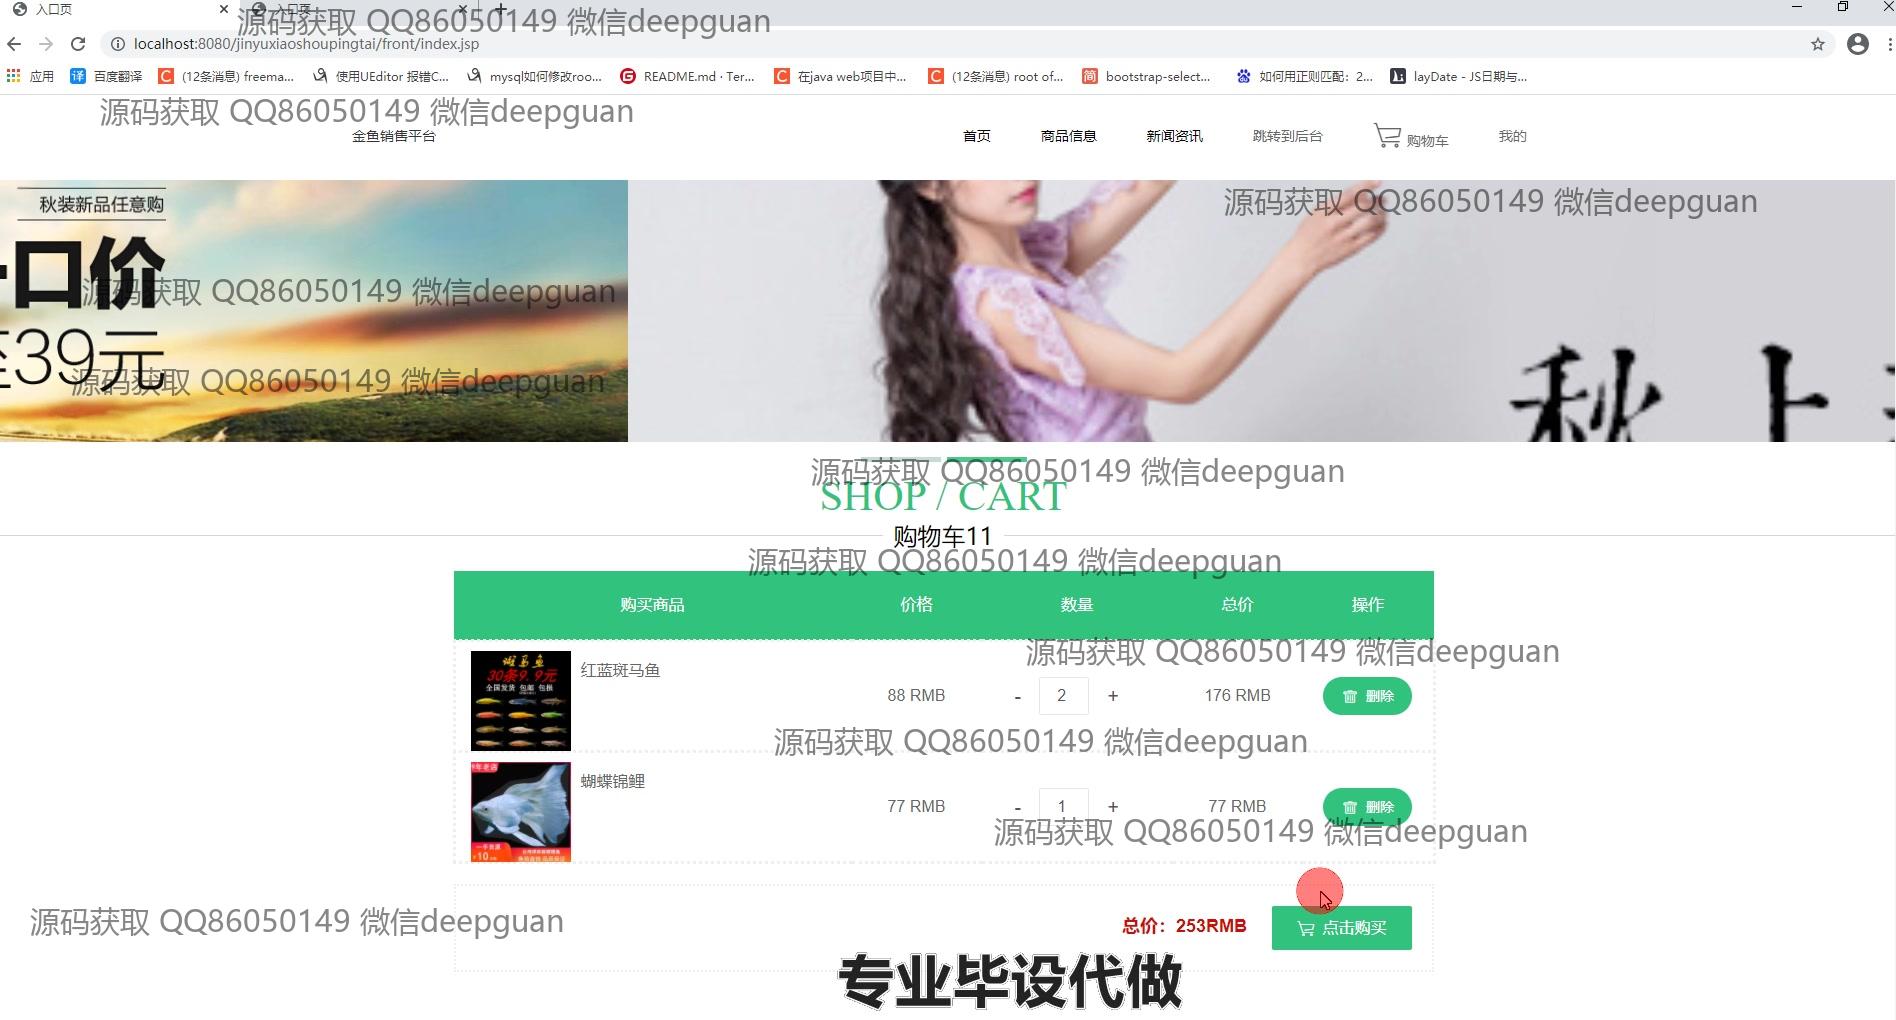 入口页
入口页
源码获取 QQ86050149 微信deepguan
localhost:8080/jinyuxiaoshoupingtai/front/index.jsp
应用
百度翻译
(12条消息) freema...
使用UEditor 报错C...
mysql如何修改roo...
README.md · Ter...
在java web项目中...
(12条消息) root of...
bootstrap-select...
如何用正则匹配：2...
layDate - JS日期与...
源码获取 QQ86050149 微信deepguan
金鱼销售平台
首页
商品信息
新闻资讯
跳转到后台
购物车
我的
秋装新品任意购
源码获取 QQ86050149 微信deepguan
口价
源码获取 QQ86050149 微信deepguan
39元
源码获取 QQ86050149 微信deepguan
秋上
源码获取 QQ86050149 微信deepguan
SHOP / CART
购物车11
源码获取 QQ86050149 微信deepguan
购买商品 价格 数量 总价 操作
源码获取 QQ86050149 微信deepguan
斑马鱼
30条9.9元
全国发货 包邮 包损
红蓝斑马鱼
88 RMB - 2 + 176 RMB 删除
源码获取 QQ86050149 微信deepguan
蝴蝶锦鲤
77 RMB - 1 + 77 RMB 删除
源码获取 QQ86050149 微信deepguan
源码获取 QQ86050149 微信deepguan
总价：253RMB
点击购买
专业毕设代做